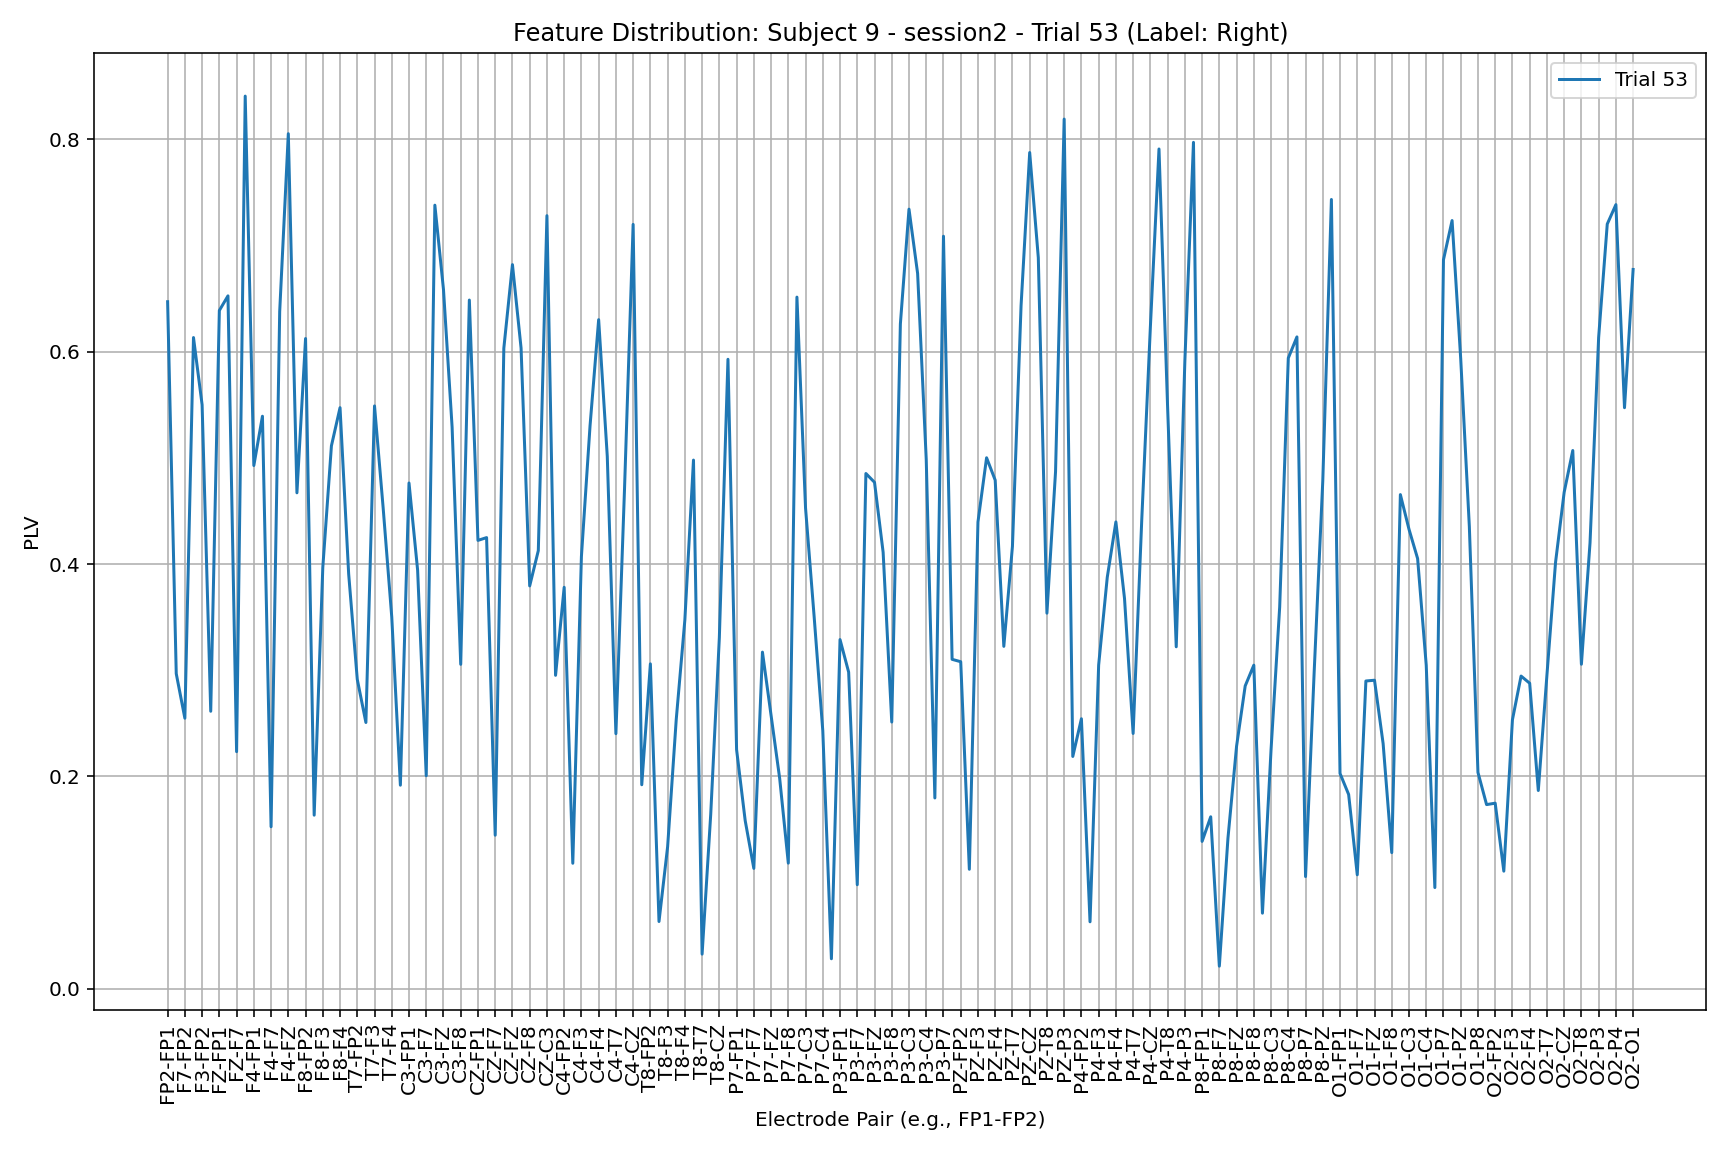 Feature Distribution: Subject 9 - session2 - Trial 53 (Label: Right)
Trial 53
PLV
0.8
0.6
0.4
0.2
0.0
FP2-FP1
F7-FP2
F3-FP2
FZ-FP1
FZ-F7
F4-FP1
F4-F7
F4-FZ
F8-FP2
F8-F3
F8-F4
T7-FP2
T7-F3
T7-F4
C3-FP1
C3-F7
C3-FZ
C3-F8
CZ-FP1
CZ-F7
CZ-FZ
CZ-F8
CZ-C3
C4-FP2
C4-F3
C4-F4
C4-T7
C4-CZ
T8-FP2
T8-F3
T8-F4
T8-T7
T8-CZ
P7-FP1
P7-F7
P7-FZ
P7-F8
P7-C3
P7-C4
P3-FP1
P3-F7
P3-FZ
P3-F8
P3-C3
P3-C4
P3-P7
PZ-FP2
PZ-F3
PZ-F4
PZ-T7
PZ-CZ
PZ-T8
PZ-P3
P4-FP2
P4-F3
P4-F4
P4-T7
P4-CZ
P4-T8
P4-P3
P8-FP1
P8-F7
P8-FZ
P8-F8
P8-C3
P8-C4
P8-P7
P8-PZ
O1-FP1
O1-F7
O1-FZ
O1-F8
O1-C3
O1-C4
O1-P7
O1-PZ
O1-P8
O2-FP2
O2-F3
O2-F4
O2-T7
O2-CZ
O2-T8
O2-P3
O2-P4
O2-O1
Electrode Pair (e.g., FP1-FP2)